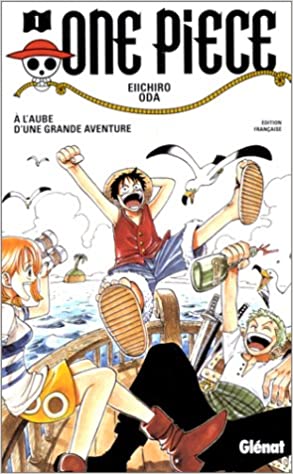 1
ONE PIECE
EIICHIRO
ODA
À L'AUBE
D'UNE GRANDE AVENTURE
EDITION
FRANÇAISE
Glénat